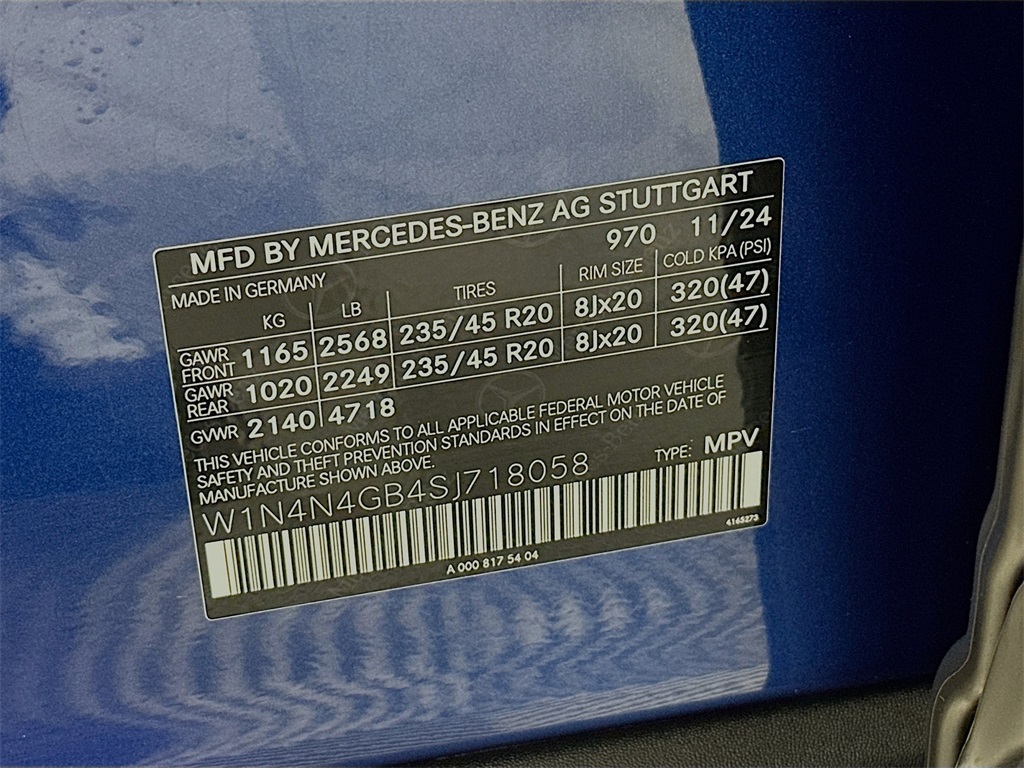 MFD BY MERCEDES-BENZ AG STUTTGART
970 11/24
MADE IN GERMANY
KG LB TIRES RIM SIZE COLD KPA (PSI)
GAWR FRONT 1165 2568 235/45 R20 8Jx20 320(47)
GAWR REAR 1020 2249 235/45 R20 8Jx20 320(47)
GVWR 2140 4718
THIS VEHICLE CONFORMS TO ALL APPLICABLE FEDERAL MOTOR VEHICLE
SAFETY AND THEFT PREVENTION STANDARDS IN EFFECT ON THE DATE OF
MANUFACTURE SHOWN ABOVE.
TYPE: MPV
W1N4N4GB4SJ718058
4165273
A 000 817 54 04